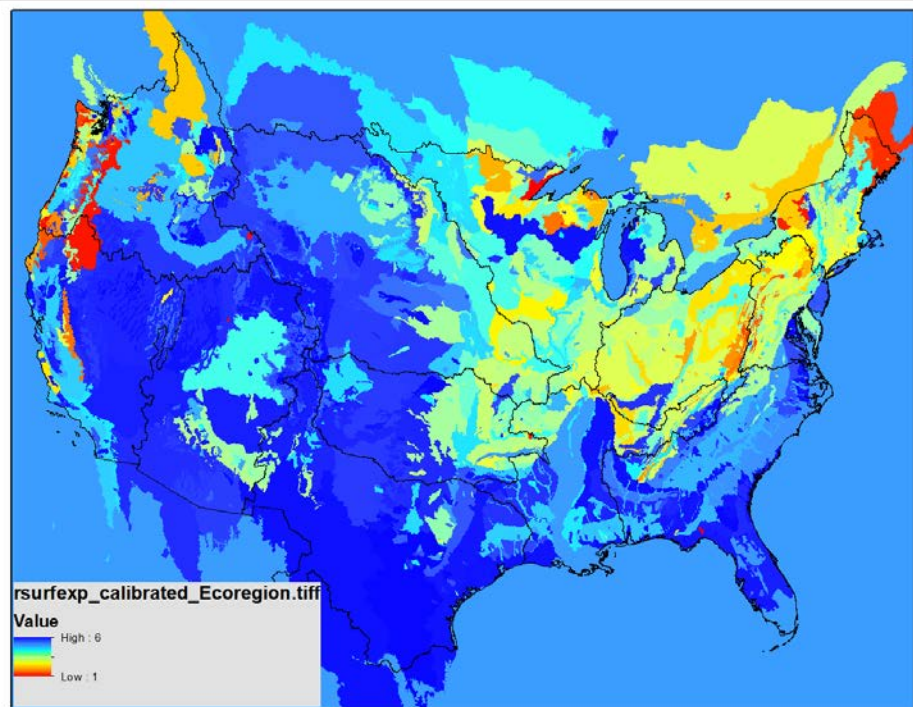 rsurfexp_calibrated_Ecoregion.tiff
Value
High : 6
Low : 1